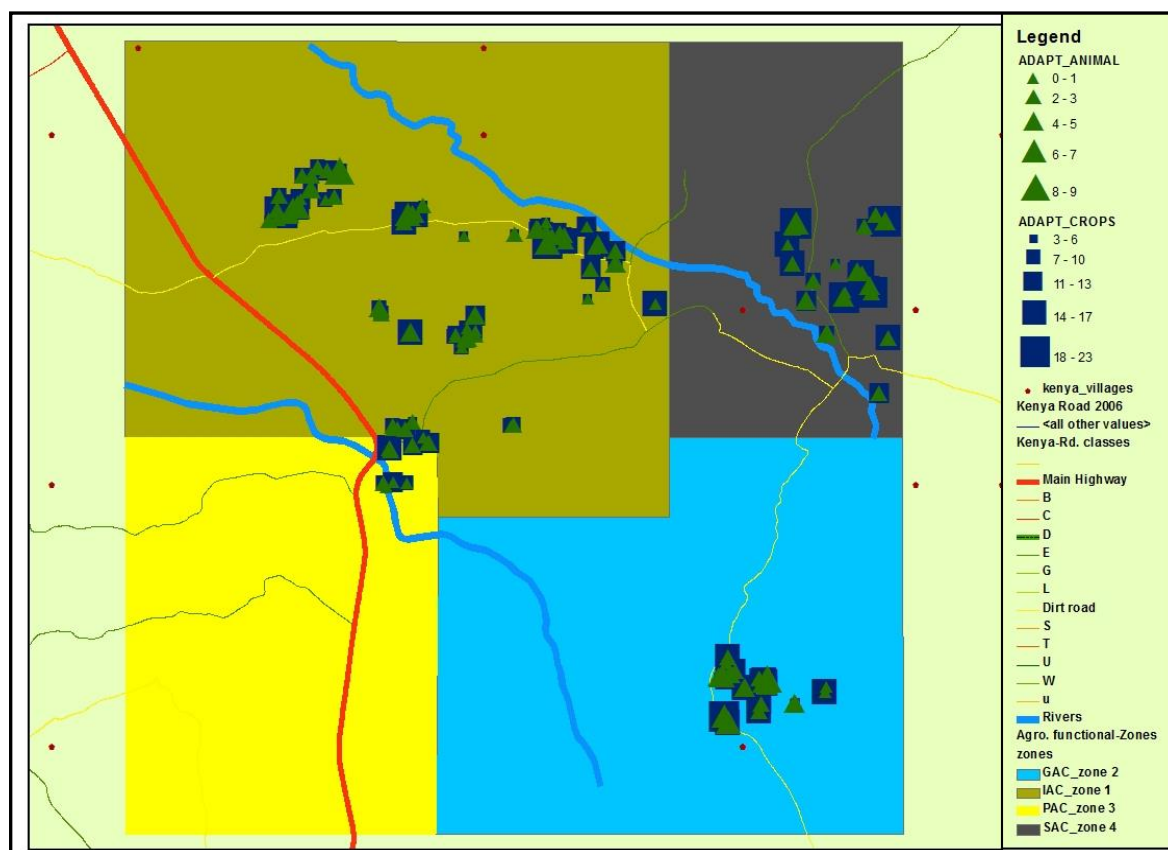 Legend
ADAPT_ANIMAL
0 - 1
2 - 3
4 - 5
6 - 7
8 - 9
ADAPT_CROPS
3 - 6
7 - 10
11 - 13
14 - 17
18 - 23
kenya_villages
Kenya Road 2006
<all other values>
Kenya-Rd. classes
Main Highway
B
C
D
E
G
L
Dirt road
S
T
U
W
u
Rivers
Agro. functional-Zones
zones
GAC_zone 2
IAC_zone 1
PAC_zone 3
SAC_zone 4